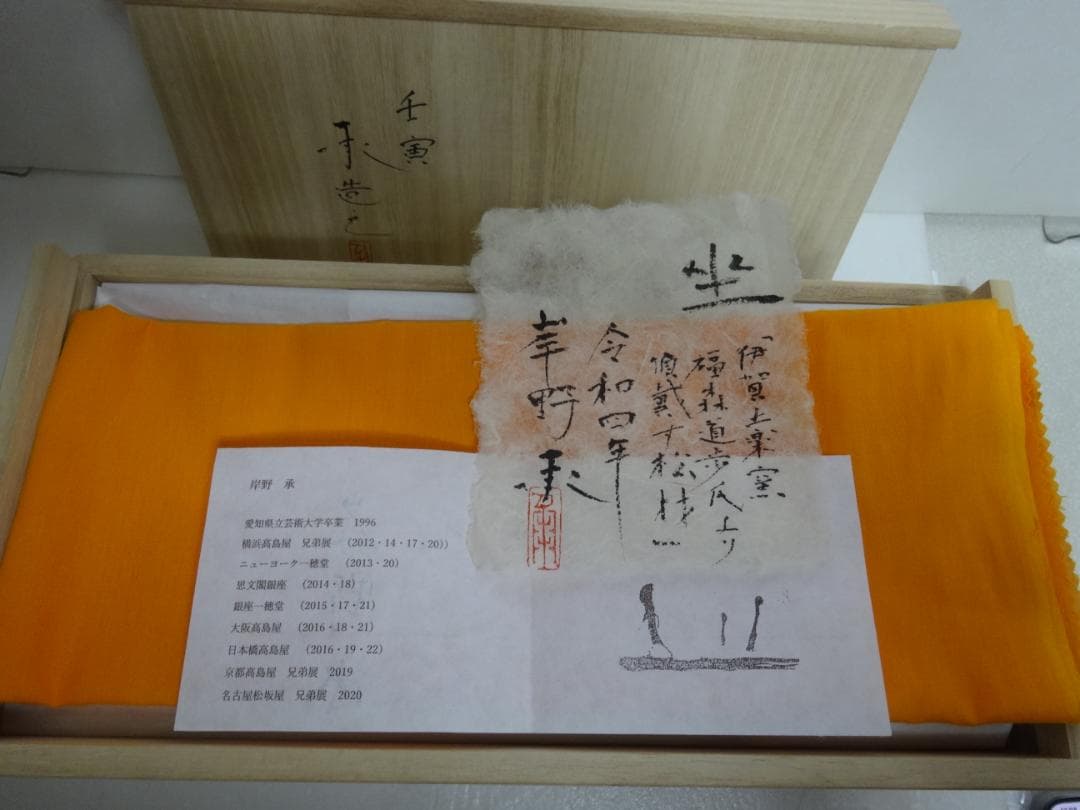 壬寅
承造之
坐
「伊賀土楽窯
福森道歩氏より
頂戴す松材」
令和四年
岸野承
岸野 承
愛知県立芸術大学卒業 1996
横浜高島屋 兄弟展 (2012・14・17・20))
ニューヨーク一穂堂 (2013・20)
思文閣銀座 (2014・18)
銀座一穂堂 (2015・17・21)
大阪高島屋 (2016・18・21)
日本橋高島屋 (2016・19・22)
京都高島屋 兄弟展 2019
名古屋松坂屋 兄弟展 2020